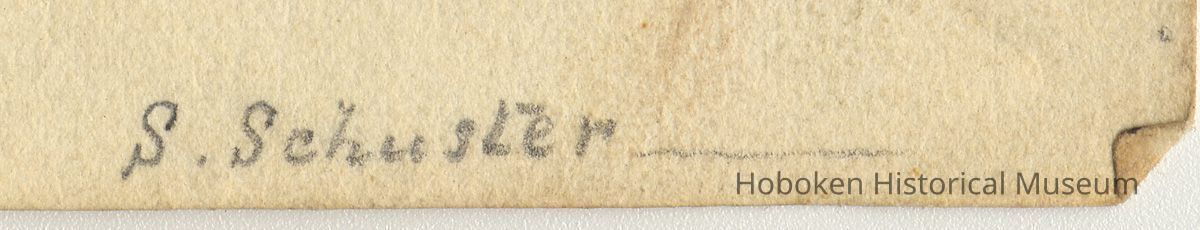 S. Schuster
Hoboken Historical Museum